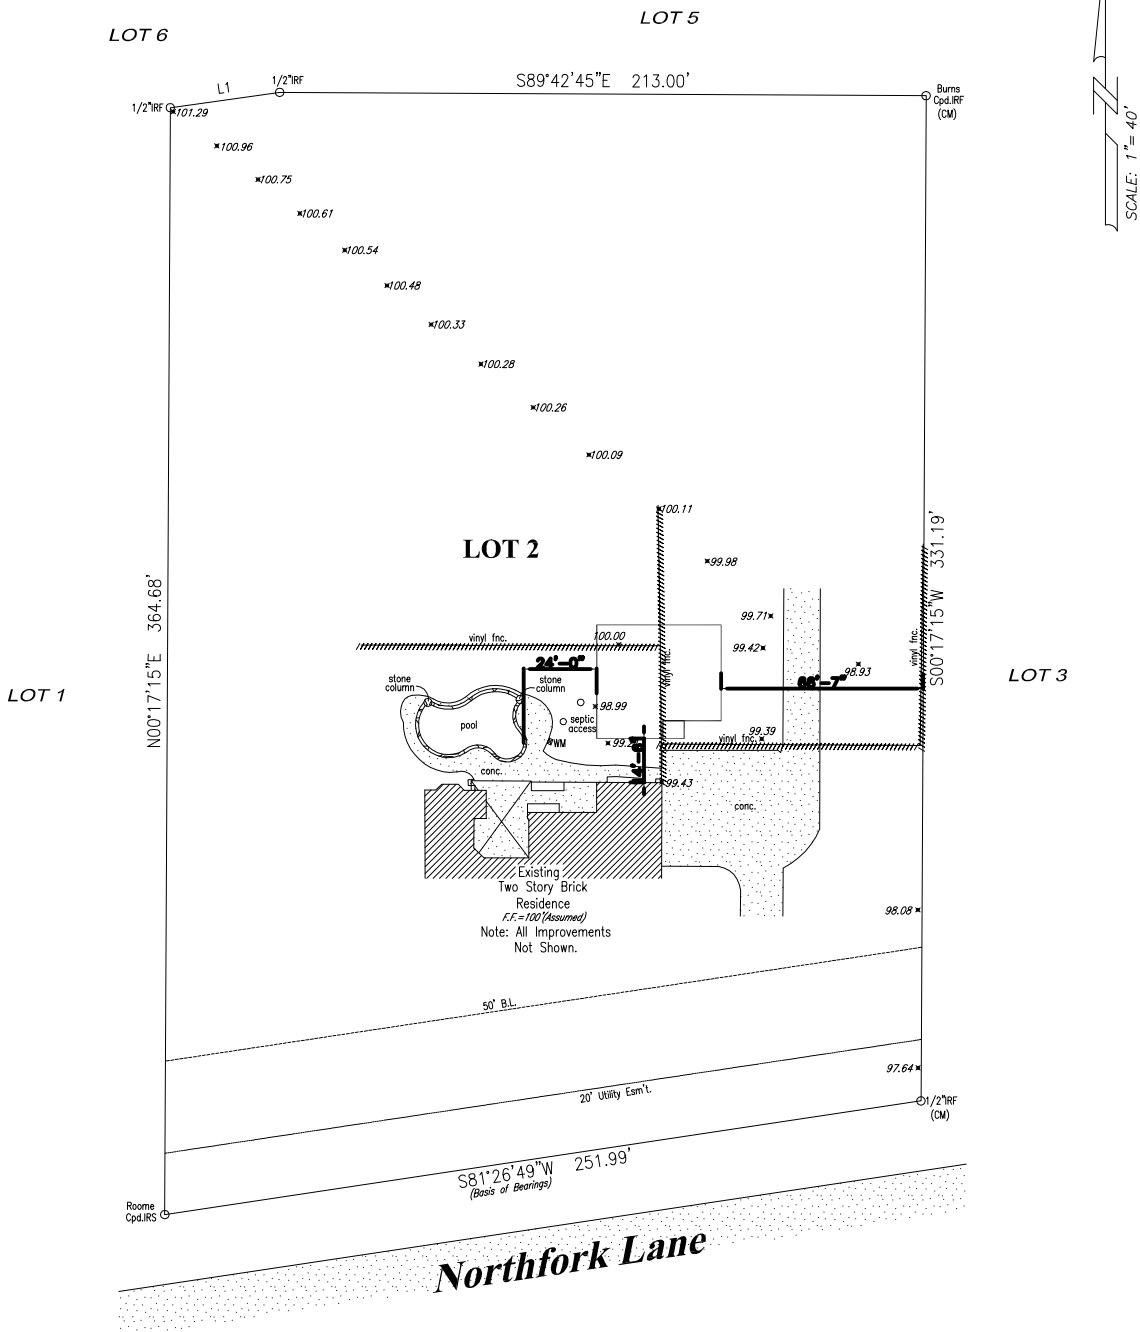 LOT 5
LOT 6
L1
1/2"IRF
S89°42'45"E 213.00'
1/2"IRF
Burns
Cpd.IRF
(CM)
SCALE: 1"= 40'
101.29
100.96
100.75
100.61
100.54
100.48
100.33
100.28
100.26
100.09
100.11
LOT 2
99.98
N00°17'15"E 364.68'
S00°17'15"W 331.19'
99.71
vinyl fnc.
100.00
99.42
vinyl fnc.
vinyl fnc.
24'-0"
98.93
LOT 3
LOT 1
stone
column
stone
column
66'-7"
98.99
septic
access
pool
99.39
vinyl fnc.
WM
conc.
99.43
conc.
Existing
Two Story Brick
Residence
F.F.=100'(Assumed)
Note: All Improvements
Not Shown.
98.08
50' B.L.
97.64
20' Utility Esm't.
1/2"IRF
(CM)
S81°26'49"W 251.99'
(Basis of Bearings)
Roome
Cpd.IRS
Northfork Lane